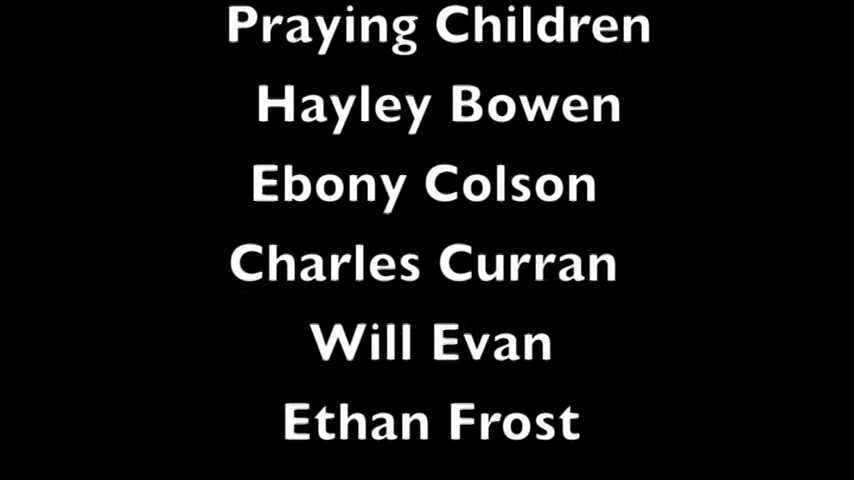 Praying Children
Hayley Bowen
Ebony Colson
Charles Curran
Will Evan
Ethan Frost